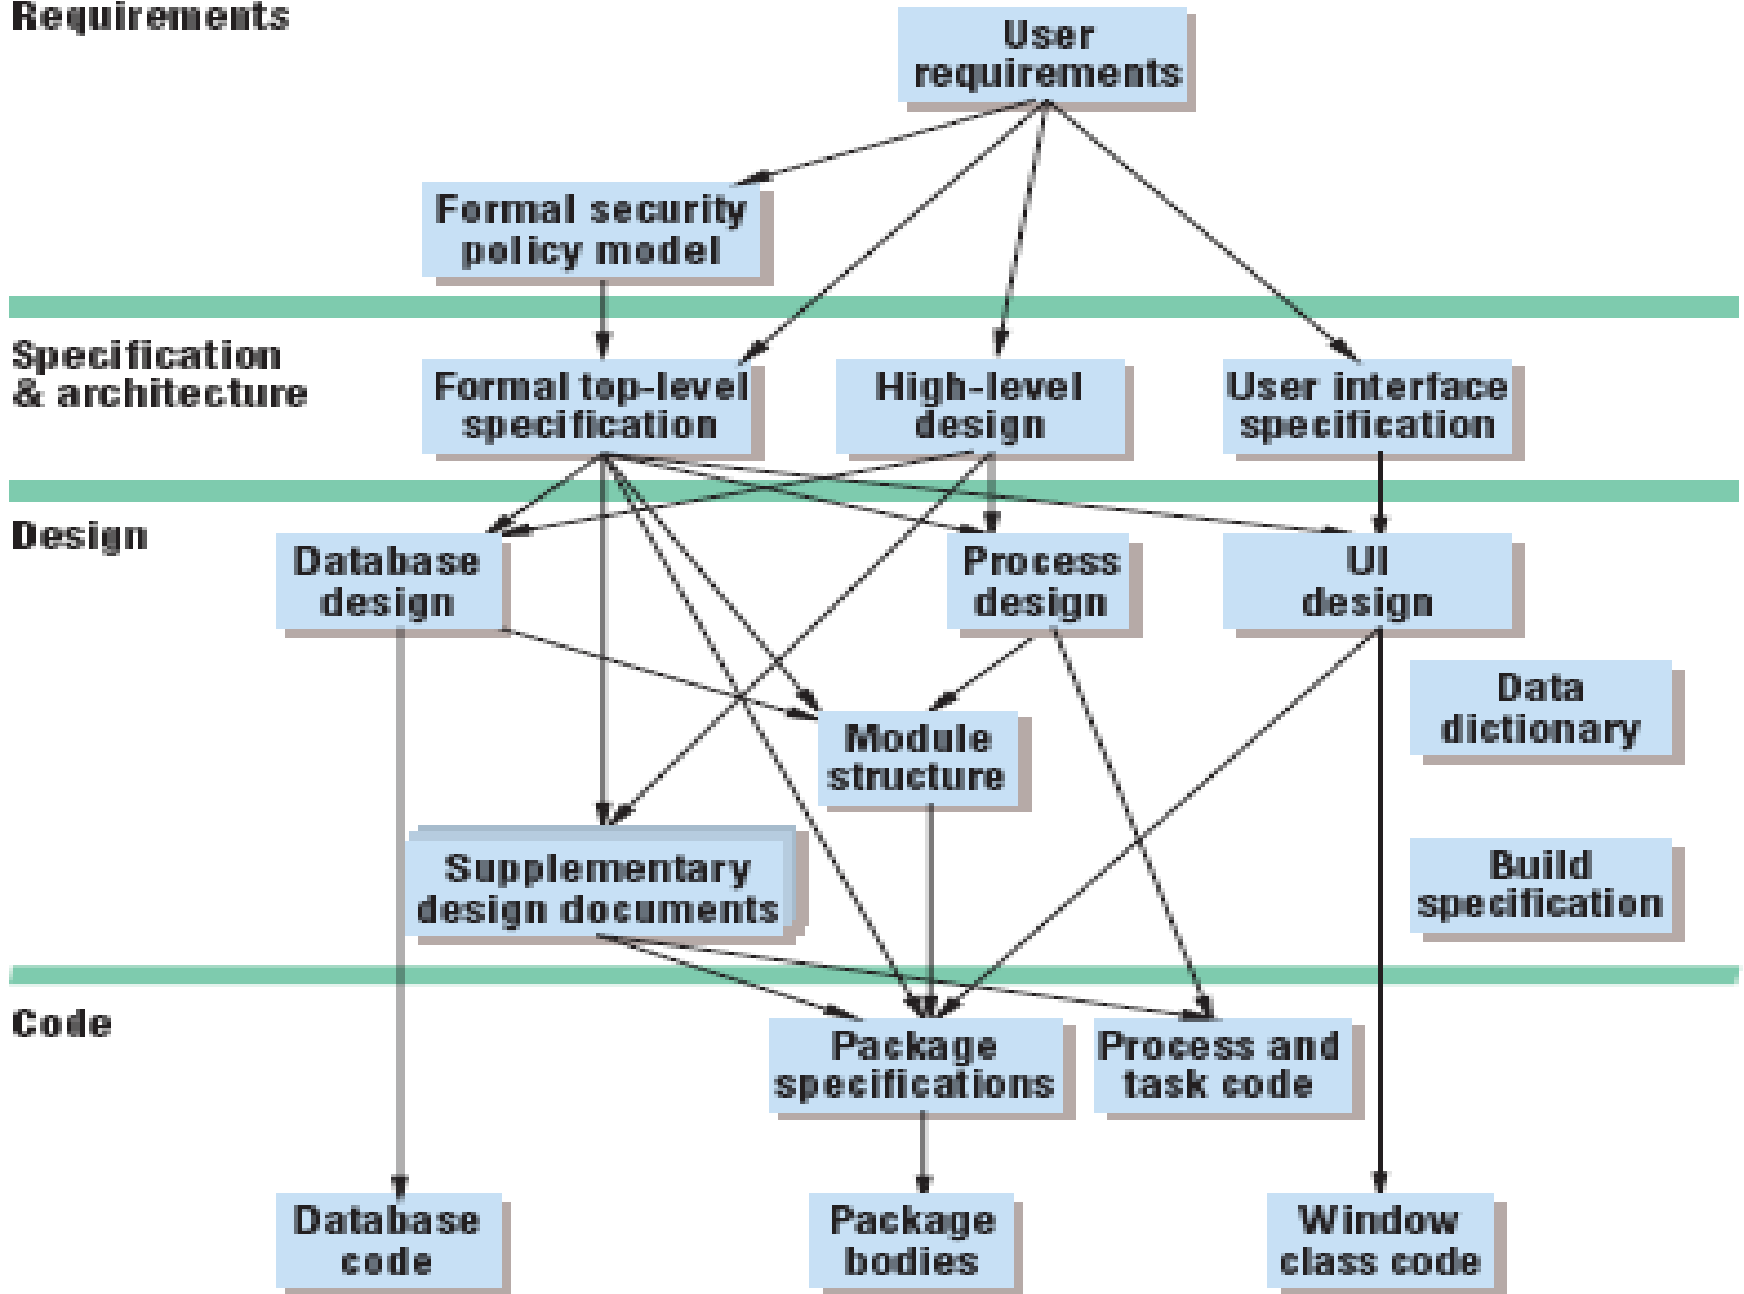 Requirements
User
requirements
Formal security
policy model
Specification
& architecture
Formal top-level
specification
High-level
design
User interface
specification
Design
Database
design
Process
design
UI
design
Data
dictionary
Module
structure
Supplementary
design documents
Build
specification
Code
Package
specifications
Process and
task code
Database
code
Package
bodies
Window
class code